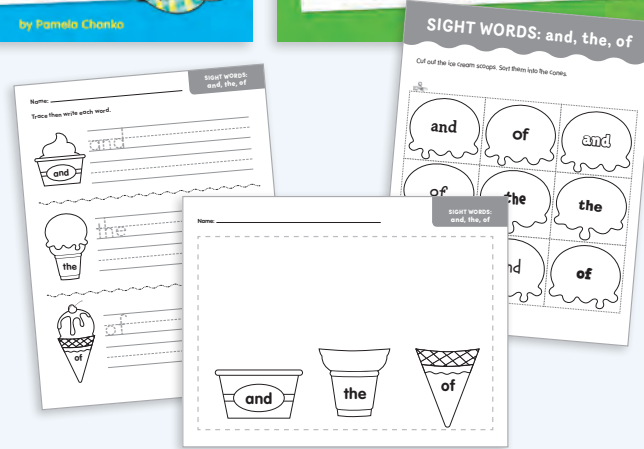 by Pamela Chanko
SIGHT WORDS: and, the, of
Cut out the ice cream scoops. Sort them into the cones.
and
of
and
of
the
the
of
Name:
SIGHT WORDS:
and, the, of
Trace then write each word.
and
and
the
the
of
of
Name:
SIGHT WORDS:
and, the, of
and
the
of